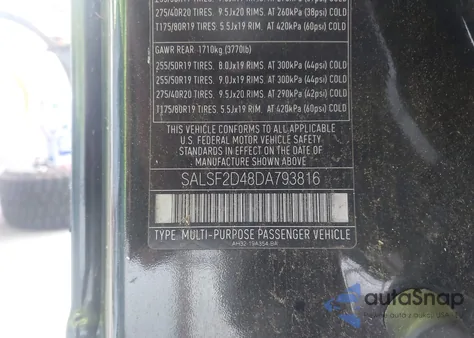 275/40R20 TIRES. 9.5Jx20 RIMS. AT 260kPa (38psi) COLD
T175/80R19 TIRES 5.5Jx19 RIM. AT 420kPa (60psi) COLD
GAWR REAR 1710kg (3770lb)
255/50R19 TIRES. 8.0Jx19 RIMS. AT 300kPa (44psi) COLD
255/50R19 TIRES. 9.0Jx19 RIMS. AT 300kPa (44psi) COLD
275/40R20 TIRES. 9.5Jx20 RIMS. AT 290kPa (42psi) COLD
T175/80R19 TIRES 5.5Jx19 RIM. AT 420kPa (60psi) COLD
THIS VEHICLE CONFORMS TO ALL APPLICABLE
U.S. FEDERAL MOTOR VEHICLE
SAFETY STANDARDS IN EFFECT ON THE DATE OF
MANUFACTURE SHOWN ABOVE.
SALSF2D48DA793816
TYPE: MULTI-PURPOSE PASSENGER VEHICLE
autoSnap